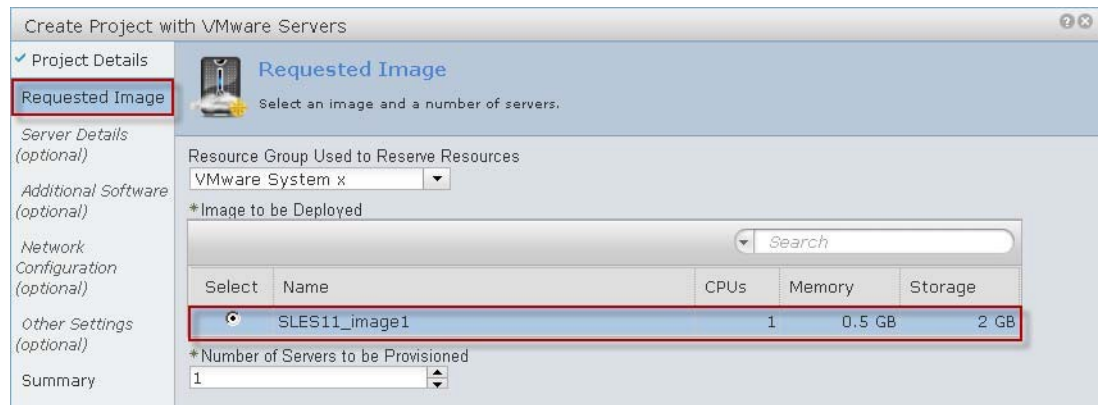 Create Project with VMware Servers
Project Details
Requested Image
Server Details
(optional)
Additional Software
(optional)
Network
Configuration
(optional)
Other Settings
(optional)
Summary
Requested Image
Select an image and a number of servers.
Resource Group Used to Reserve Resources
VMware System x
*Image to be Deployed
Search
Select Name CPUs Memory Storage
SLES11_image1 1 0.5 GB 2 GB
*Number of Servers to be Provisioned
1